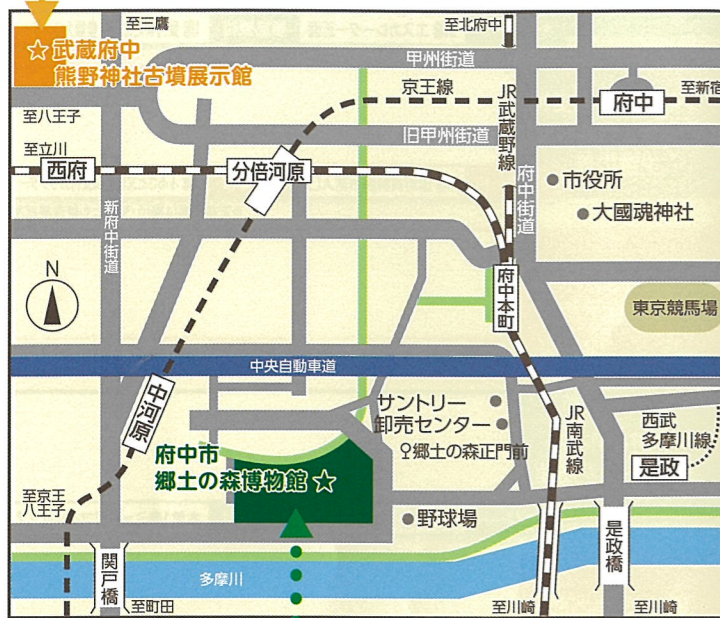 至三鷹
至北府中
☆武蔵府中
熊野神社古墳展示館
甲州街道
京王線
至新宿
府中
至八王子
旧甲州街道
JR武蔵野線
至立川
西府
分倍河原
府中街道
市役所
大國魂神社
新府中街道
N
府中本町
東京競馬場
中央自動車道
中河原
サントリー
卸売センター
郷土の森正門前
JR南武線
西武
多摩川線
是政
府中市
郷土の森博物館☆
至京王
八王子
野球場
関戸橋
多摩川
是政橋
至町田
至川崎
至川崎